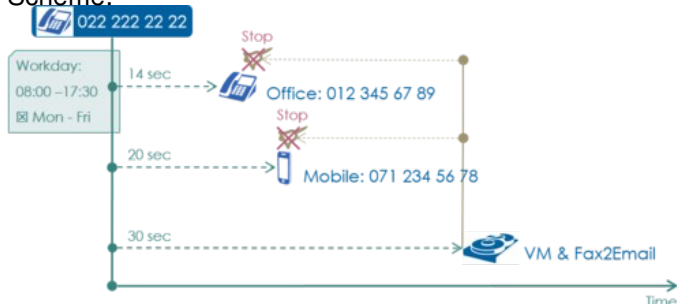 Scheme:
022 222 22 22
Stop
Workday:
14 sec
08:00 –17:30
Office: 012 345 67 89
☒ Mon - Fri
Stop
20 sec
Mobile: 071 234 56 78
30 sec
VM & Fax2Email
Time